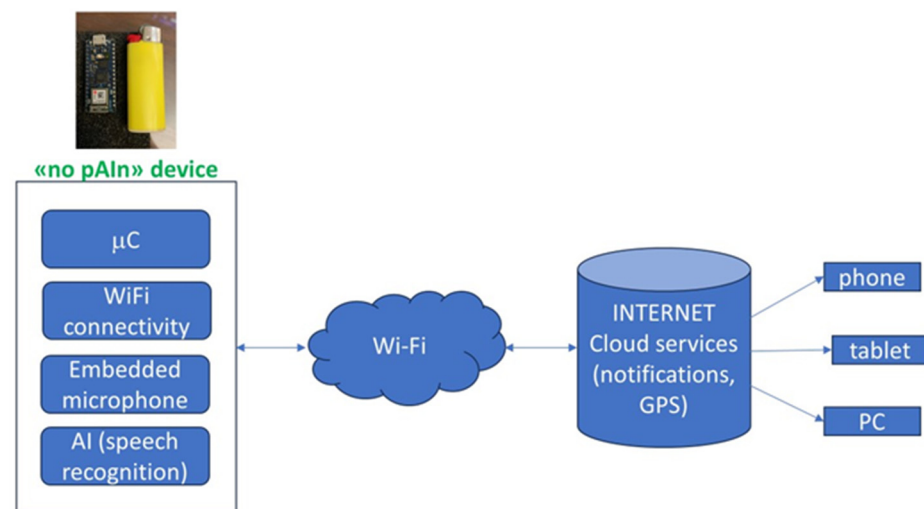 «no pAIn» device
μC
WiFi
connectivity
Embedded
microphone
AI (speech
recognition)
Wi-Fi
INTERNET
Cloud services
(notifications,
GPS)
phone
tablet
PC